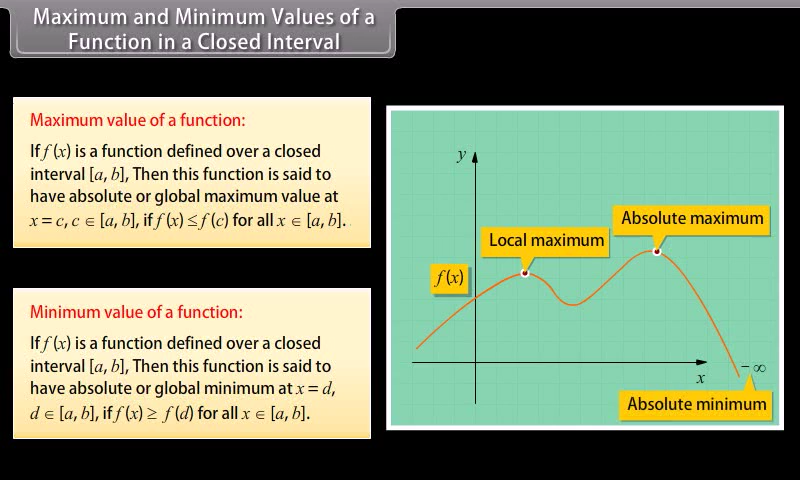 Maximum and Minimum Values of a
Function in a Closed Interval
Maximum value of a function:
If f (x) is a function defined over a closed
interval [a, b], Then this function is said to
have absolute or global maximum value at
x = c, c ∈ [a, b], if f (x) ≤ f (c) for all x ∈ [a, b].
Minimum value of a function:
If f (x) is a function defined over a closed
interval [a, b], Then this function is said to
have absolute or global minimum at x = d,
d ∈ [a, b], if f (x) ≥ f (d) for all x ∈ [a, b].
y
Absolute maximum
Local maximum
f(x)
− ∞
x
Absolute minimum